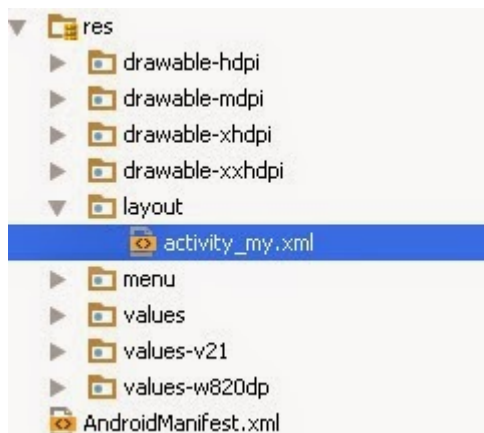 res
drawable-hdpi
drawable-mdpi
drawable-xhdpi
drawable-xxhdpi
layout
activity_my.xml
menu
values
values-v21
values-w820dp
AndroidManifest.xml